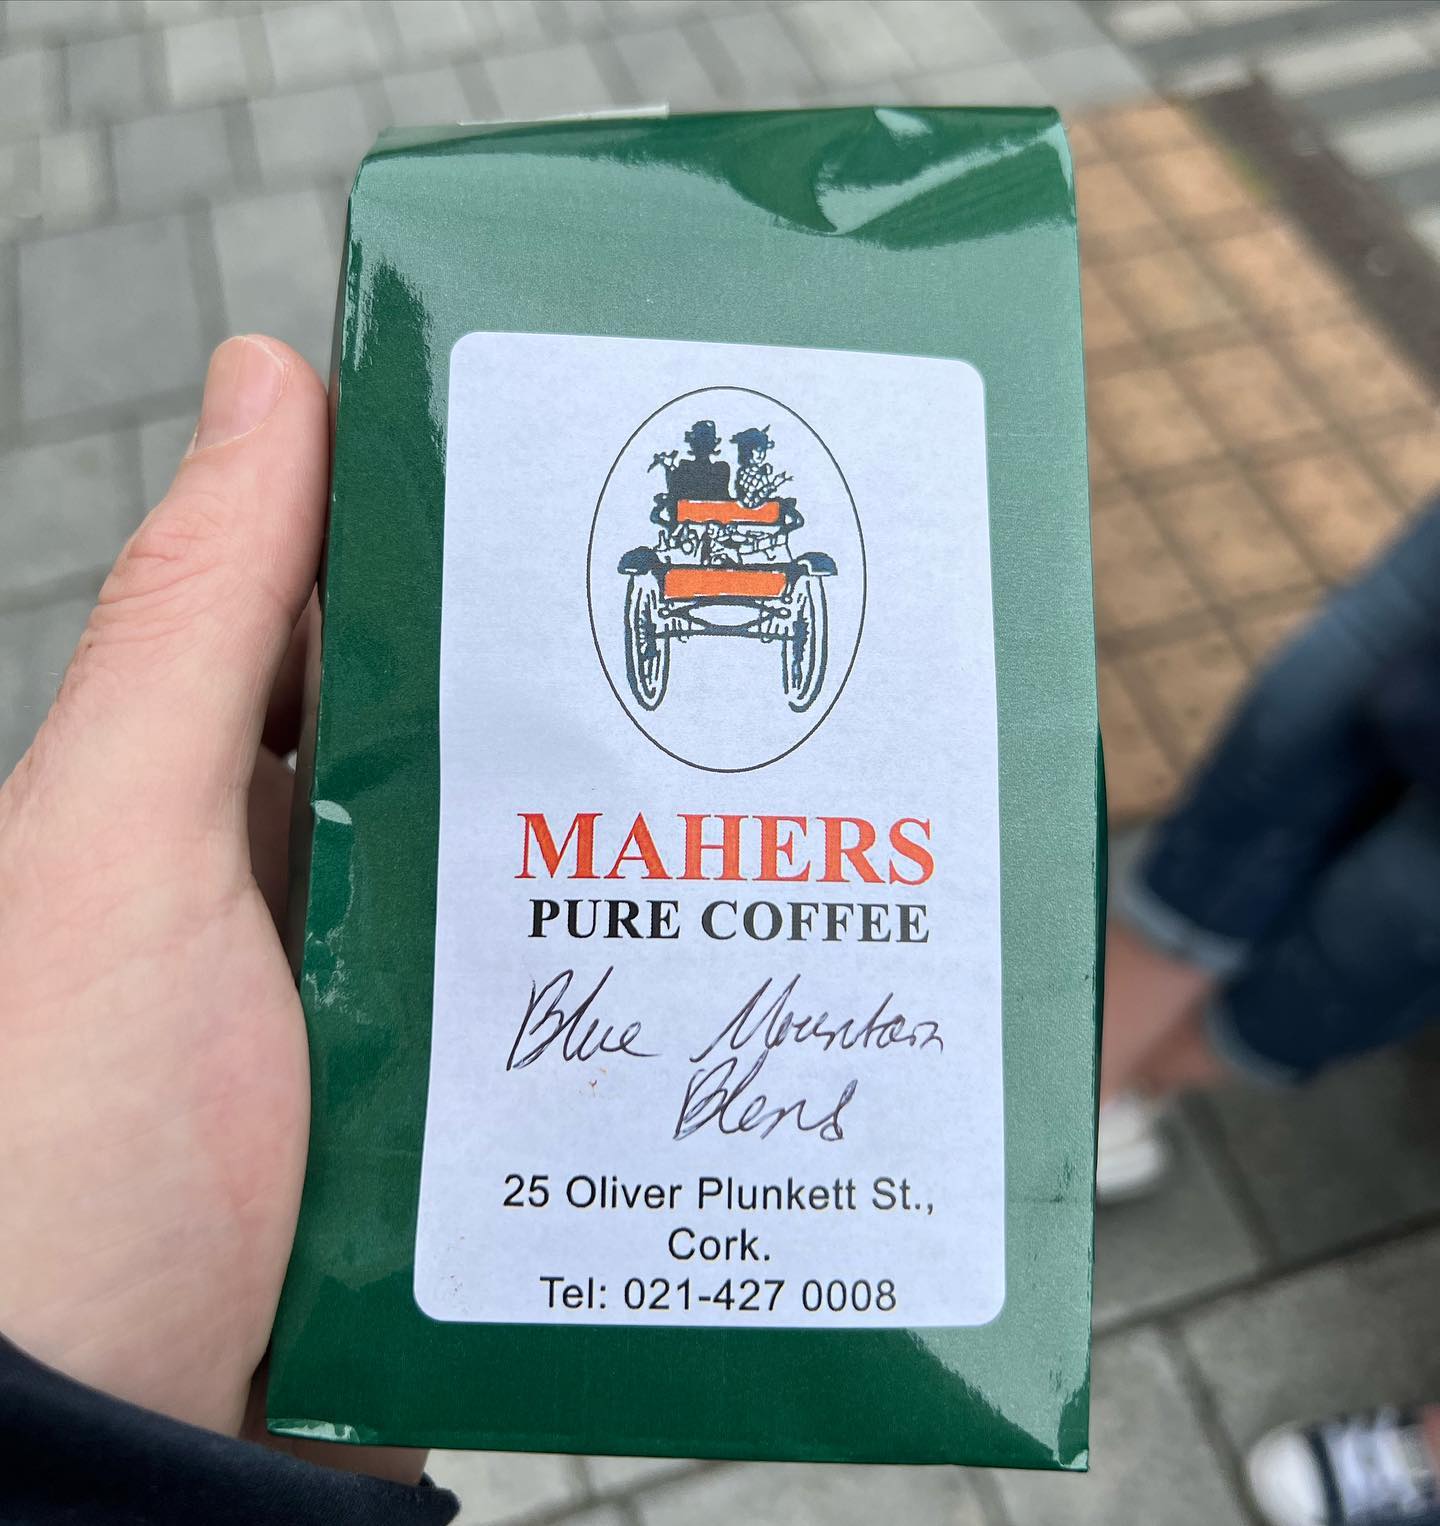 MAHERS
PURE COFFEE
Blue Mountain
Blend
25 Oliver Plunkett St.,
Cork.
Tel: 021-427 0008